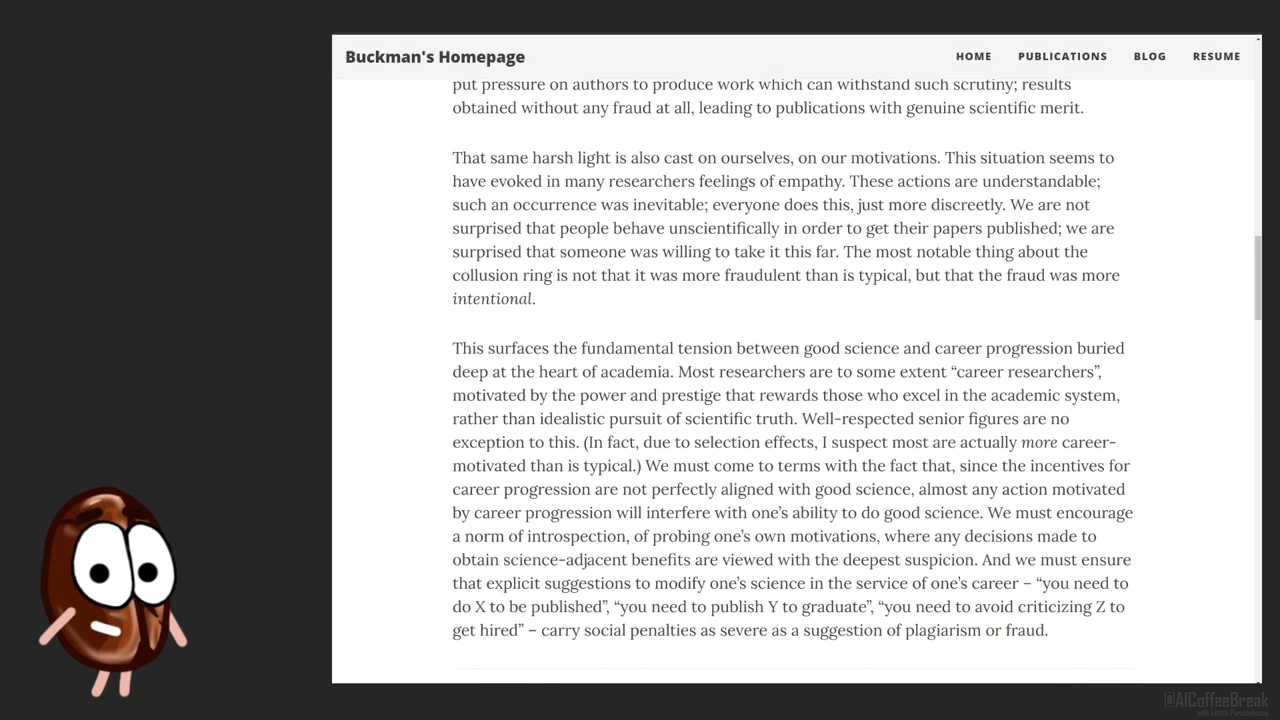 Buckman's Homepage
HOME PUBLICATIONS BLOG RESUME
put pressure on authors to produce work which can withstand such scrutiny; results
obtained without any fraud at all, leading to publications with genuine scientific merit.
That same harsh light is also cast on ourselves, on our motivations. This situation seems to
have evoked in many researchers feelings of empathy. These actions are understandable;
such an occurrence was inevitable; everyone does this, just more discreetly. We are not
surprised that people behave unscientifically in order to get their papers published; we are
surprised that someone was willing to take it this far. The most notable thing about the
collusion ring is not that it was more fraudulent than is typical, but that the fraud was more
intentional.
This surfaces the fundamental tension between good science and career progression buried
deep at the heart of academia. Most researchers are to some extent “career researchers”,
motivated by the power and prestige that rewards those who excel in the academic system,
rather than idealistic pursuit of scientific truth. Well-respected senior figures are no
exception to this. (In fact, due to selection effects, I suspect most are actually more career-
motivated than is typical.) We must come to terms with the fact that, since the incentives for
career progression are not perfectly aligned with good science, almost any action motivated
by career progression will interfere with one’s ability to do good science. We must encourage
a norm of introspection, of probing one’s own motivations, where any decisions made to
obtain science-adjacent benefits are viewed with the deepest suspicion. And we must ensure
that explicit suggestions to modify one’s science in the service of one’s career – “you need to
do X to be published”, “you need to publish Y to graduate”, “you need to avoid criticizing Z to
get hired” – carry social penalties as severe as a suggestion of plagiarism or fraud.
@AICoffeeBreak